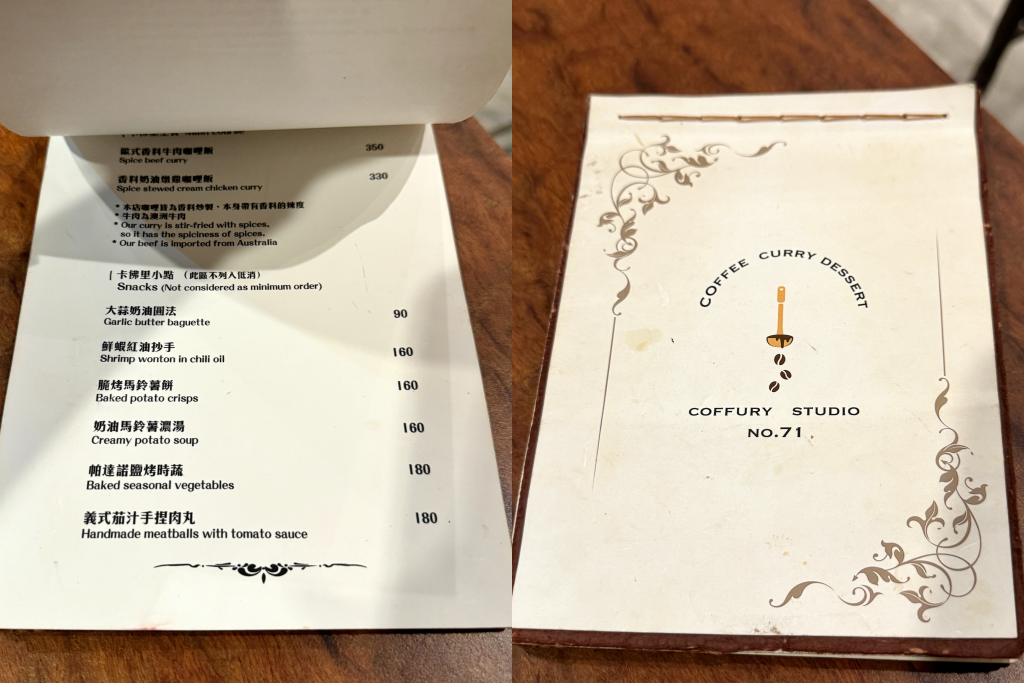 歐式香料牛肉咖哩飯 350
Spice beef curry
香料奶油燉雞咖哩飯 330
Spice stewed cream chicken curry
* 本店咖哩皆為香料炒製、本身帶有香料的辣度
* 牛肉為澳洲牛肉
* Our curry is stir-fried with spices,
so it has the spiciness of spices.
* Our beef is imported from Australia
卡佛里小點 （此區不列入低消）
Snacks (Not considered as minimum order)
大蒜奶油圓法 90
Garlic butter baguette
鮮蝦紅油抄手 160
Shrimp wonton in chili oil
脆烤馬鈴薯餅 160
Baked potato crisps
奶油馬鈴薯濃湯 160
Creamy potato soup
帕達諾鹽烤時蔬 180
Baked seasonal vegetables
義式茄汁手捏肉丸 180
Handmade meatballs with tomato sauce
COFFEE CURRY DESSERT
COFFURY STUDIO
NO.71